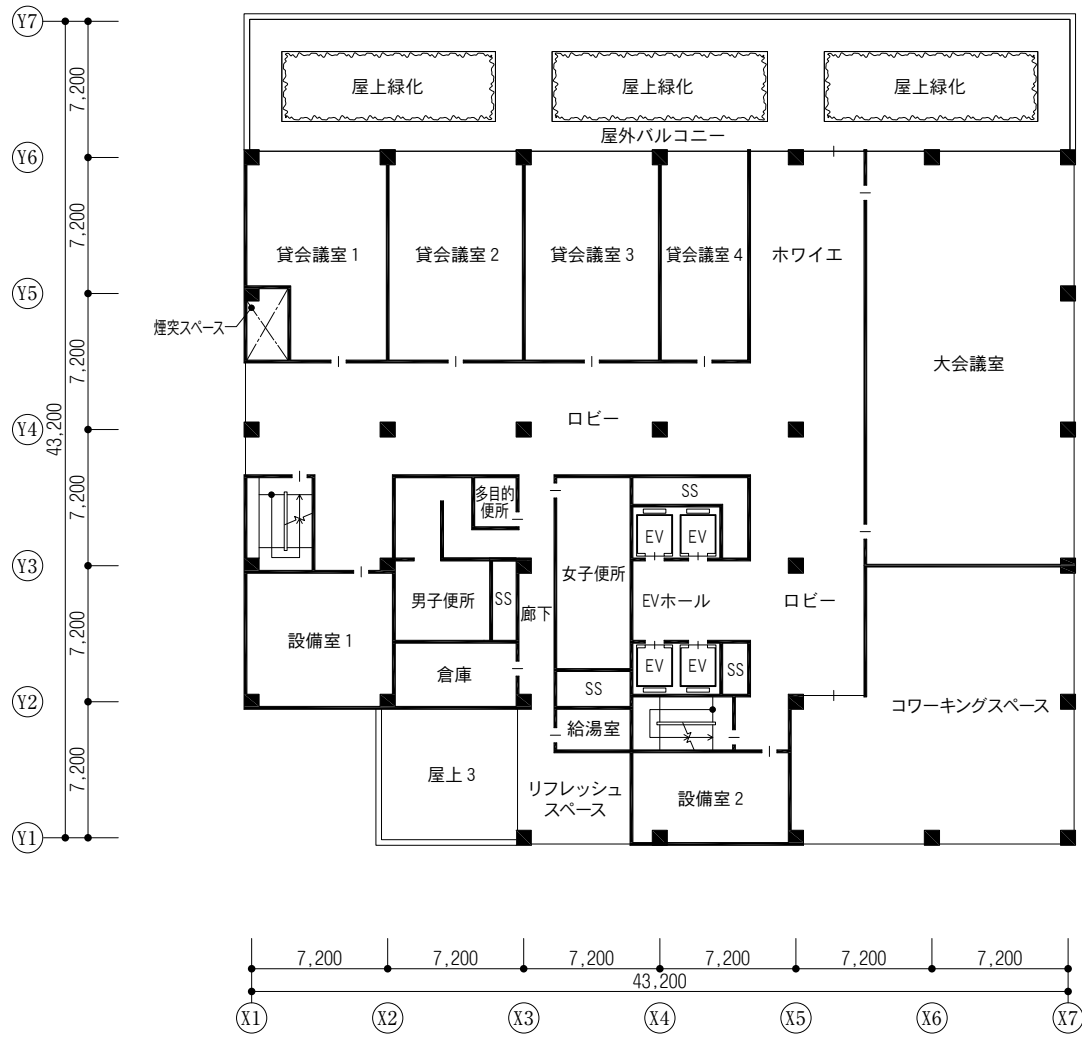 Y7
屋上緑化
屋上緑化
屋上緑化
7,200
屋外バルコニー
Y6
7,200
貸会議室1
貸会議室2
貸会議室3
貸会議室4
ホワイエ
Y5
煙突スペース
7,200
大会議室
43,200
Y4
ロビー
7,200
多目的
便所
SS
EV
EV
Y3
女子便所
男子便所
SS
廊下
EVホール
ロビー
7,200
設備室1
倉庫
EV
EV
SS
SS
Y2
コワーキングスペース
給湯室
7,200
屋上3
リフレッシュ
スペース
設備室2
Y1
7,200
7,200
7,200
7,200
7,200
7,200
43,200
X1
X2
X3
X4
X5
X6
X7